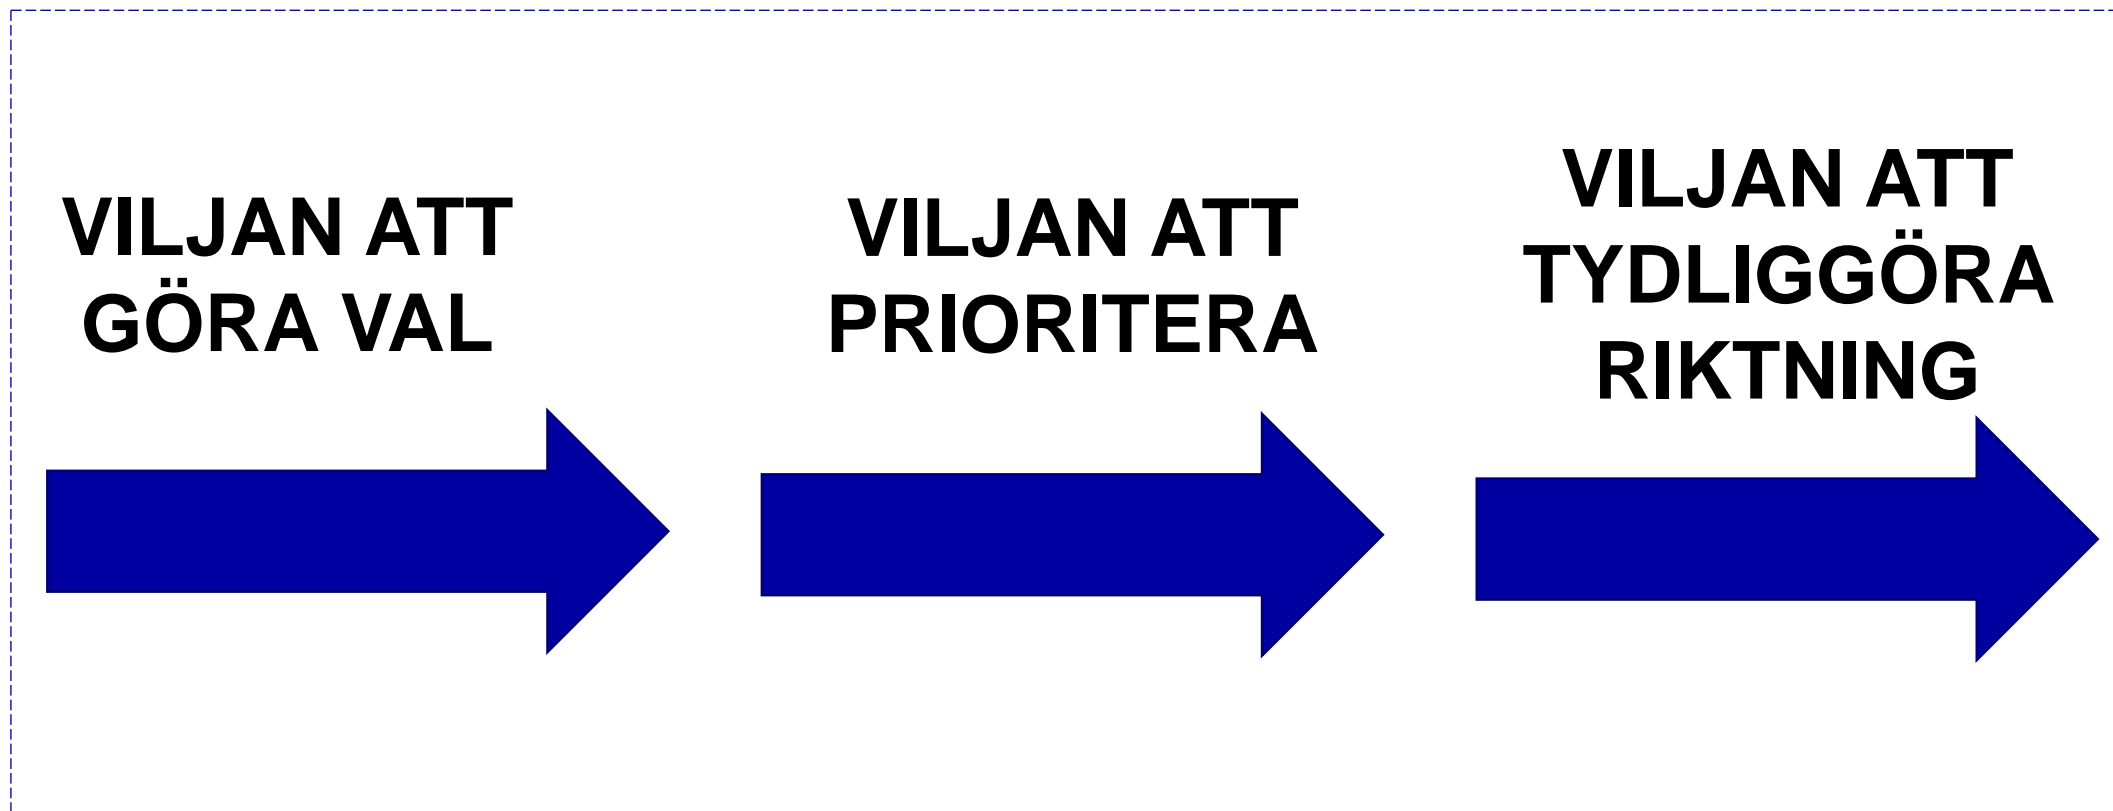 VILJAN ATT
GÖRA VAL
VILJAN ATT
PRIORITERA
VILJAN ATT
TYDLIGGÖRA
RIKTNING